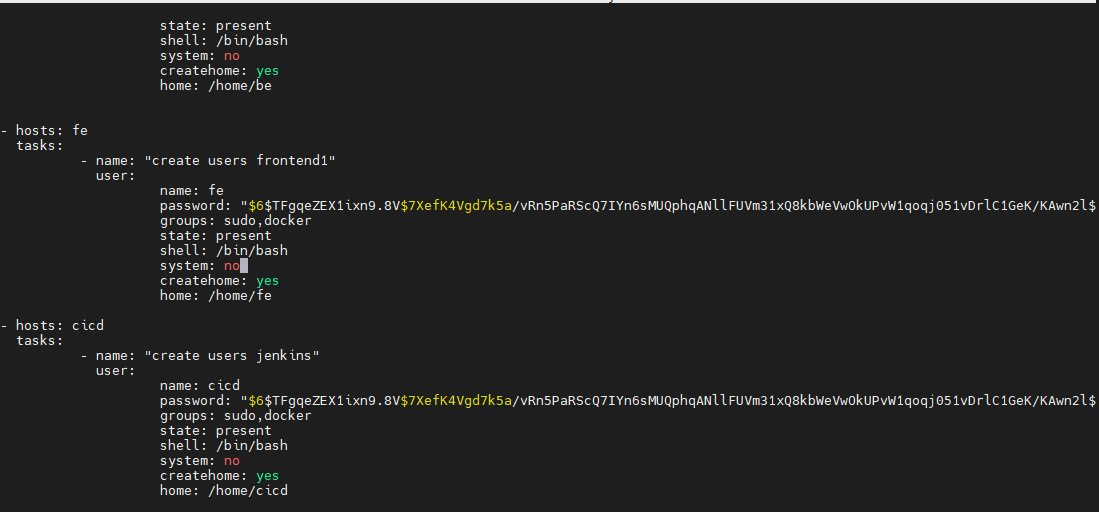 state: present
shell: /bin/bash
system: no
createhome: yes
home: /home/be
- hosts: fe
tasks:
- name: "create users frontend1"
user:
name: fe
password: "$6$TFgqeZEX1ixn9.8V$7XefK4Vgd7k5a/vRn5PaRScQ7IYn6sMUQphqANllFUVm31xQ8kbWeVwOkUPvW1qoqj051vDrlC1GeK/KAwn2l$
groups: sudo,docker
state: present
shell: /bin/bash
system: no
createhome: yes
home: /home/fe
- hosts: cicd
tasks:
- name: "create users jenkins"
user:
name: cicd
password: "$6$TFgqeZEX1ixn9.8V$7XefK4Vgd7k5a/vRn5PaRScQ7IYn6sMUQphqANllFUVm31xQ8kbWeVwOkUPvW1qoqj051vDrlC1GeK/KAwn2l$
groups: sudo,docker
state: present
shell: /bin/bash
system: no
createhome: yes
home: /home/cicd